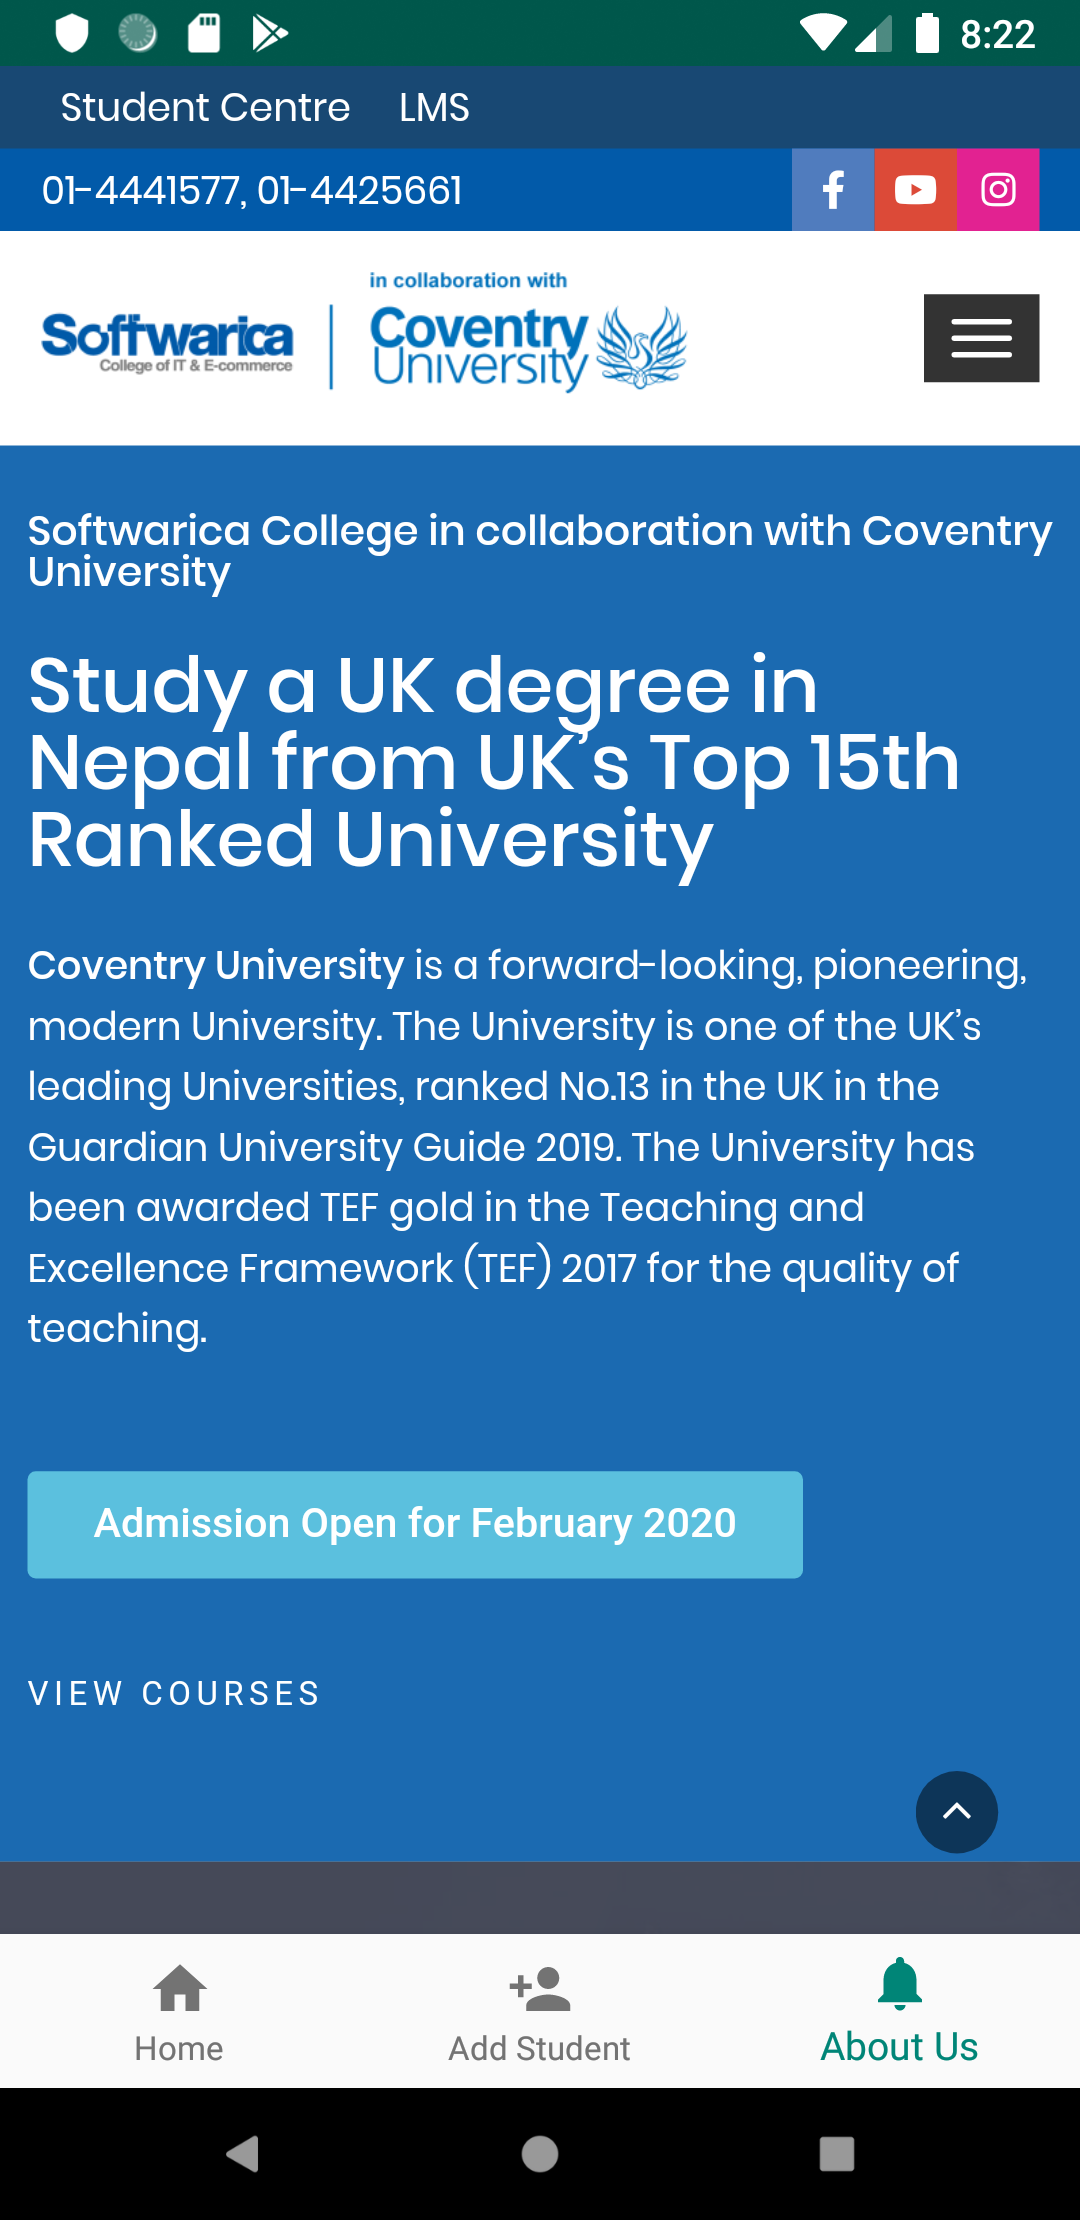 8:22
Student Centre LMS
01-4441577, 01-4425661
in collaboration with
Softwarica
College of IT & E-commerce
Coventry
University
Softwarica College in collaboration with Coventry
University
Study a UK degree in
Nepal from UK’s Top 15th
Ranked University
Coventry University is a forward-looking, pioneering,
modern University. The University is one of the UK’s
leading Universities, ranked No.13 in the UK in the
Guardian University Guide 2019. The University has
been awarded TEF gold in the Teaching and
Excellence Framework (TEF) 2017 for the quality of
teaching.
Admission Open for February 2020
VIEW COURSES
Home Add Student About Us